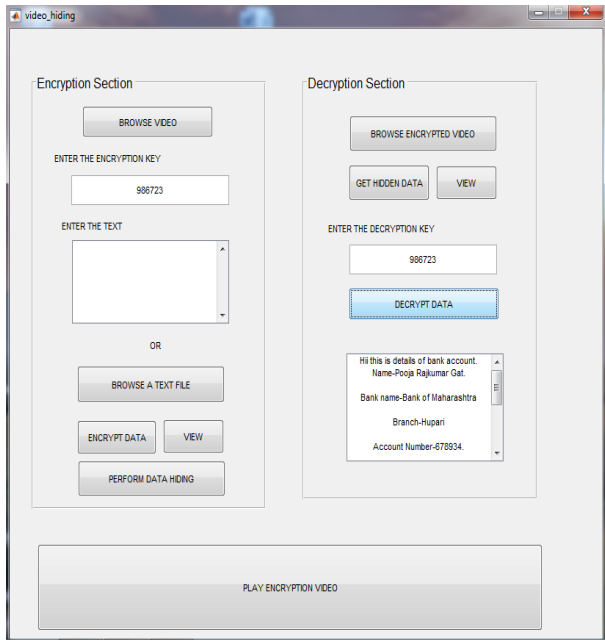 video_hiding
Encryption Section
BROWSE VIDEO
ENTER THE ENCRYPTION KEY
986723
ENTER THE TEXT
OR
BROWSE A TEXT FILE
ENCRYPT DATA
VIEW
PERFORM DATA HIDING
Decryption Section
BROWSE ENCRYPTED VIDEO
GET HIDDEN DATA
VIEW
ENTER THE DECRYPTION KEY
986723
DECRYPT DATA
Hii this is details of bank account.
Name-Pooja Rajkumar Gat.
Bank name-Bank of Maharashtra
Branch-Hupari
Account Number-678934.
PLAY ENCRYPTION VIDEO